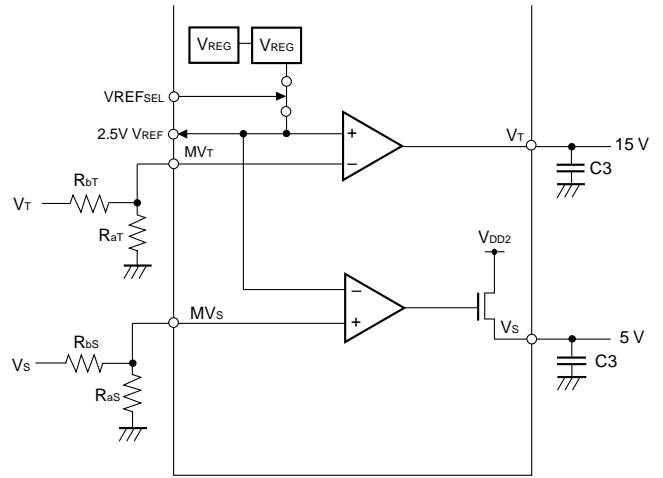 VREG
VREG
VREFSEL
2.5V VREF
MVT
+
−
VT
15 V
C3
RbT
VT
RaT
VDD2
−
+
MVS
VS
5 V
C3
RbS
VS
RaS